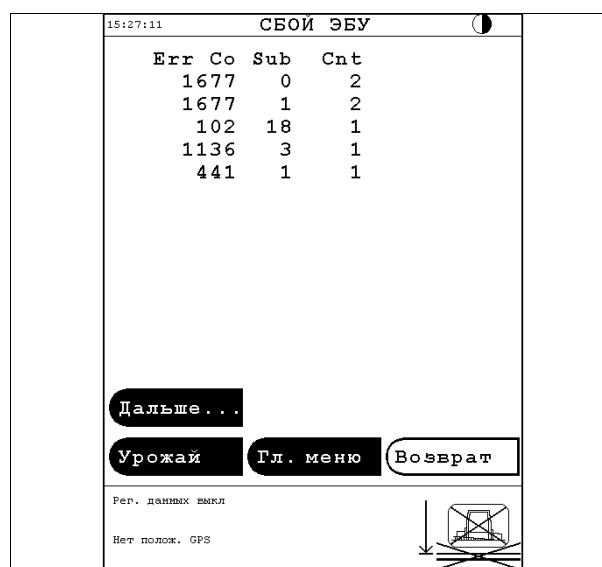 15:27:11 СБОЙ ЭБУ
Err Co Sub Cnt
1677 0 2
1677 1 2
102 18 1
1136 3 1
441 1 1
Дальше...
Урожай Гл. меню Возврат
Рег. данных выкл
Нет полож. GPS